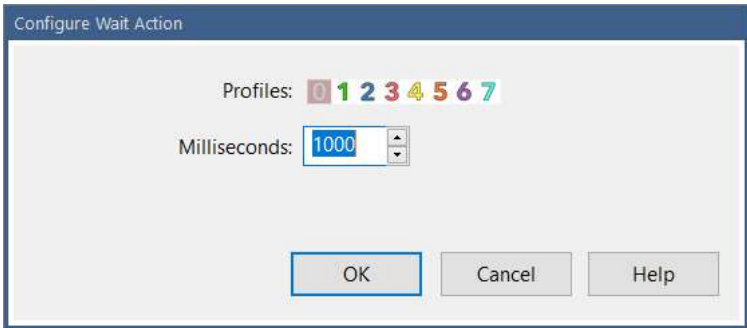 Configure Wait Action
Profiles: 0 1 2 3 4 5 6 7
Milliseconds: 1000
OK Cancel Help